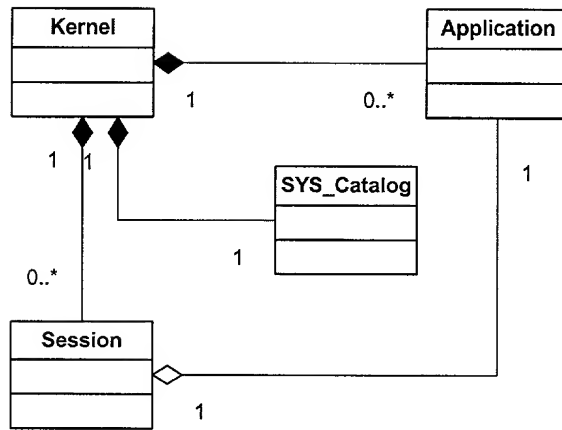 Kernel
Application
1
0..*
1
1
1
SYS_Catalog
1
0..*
Session
1